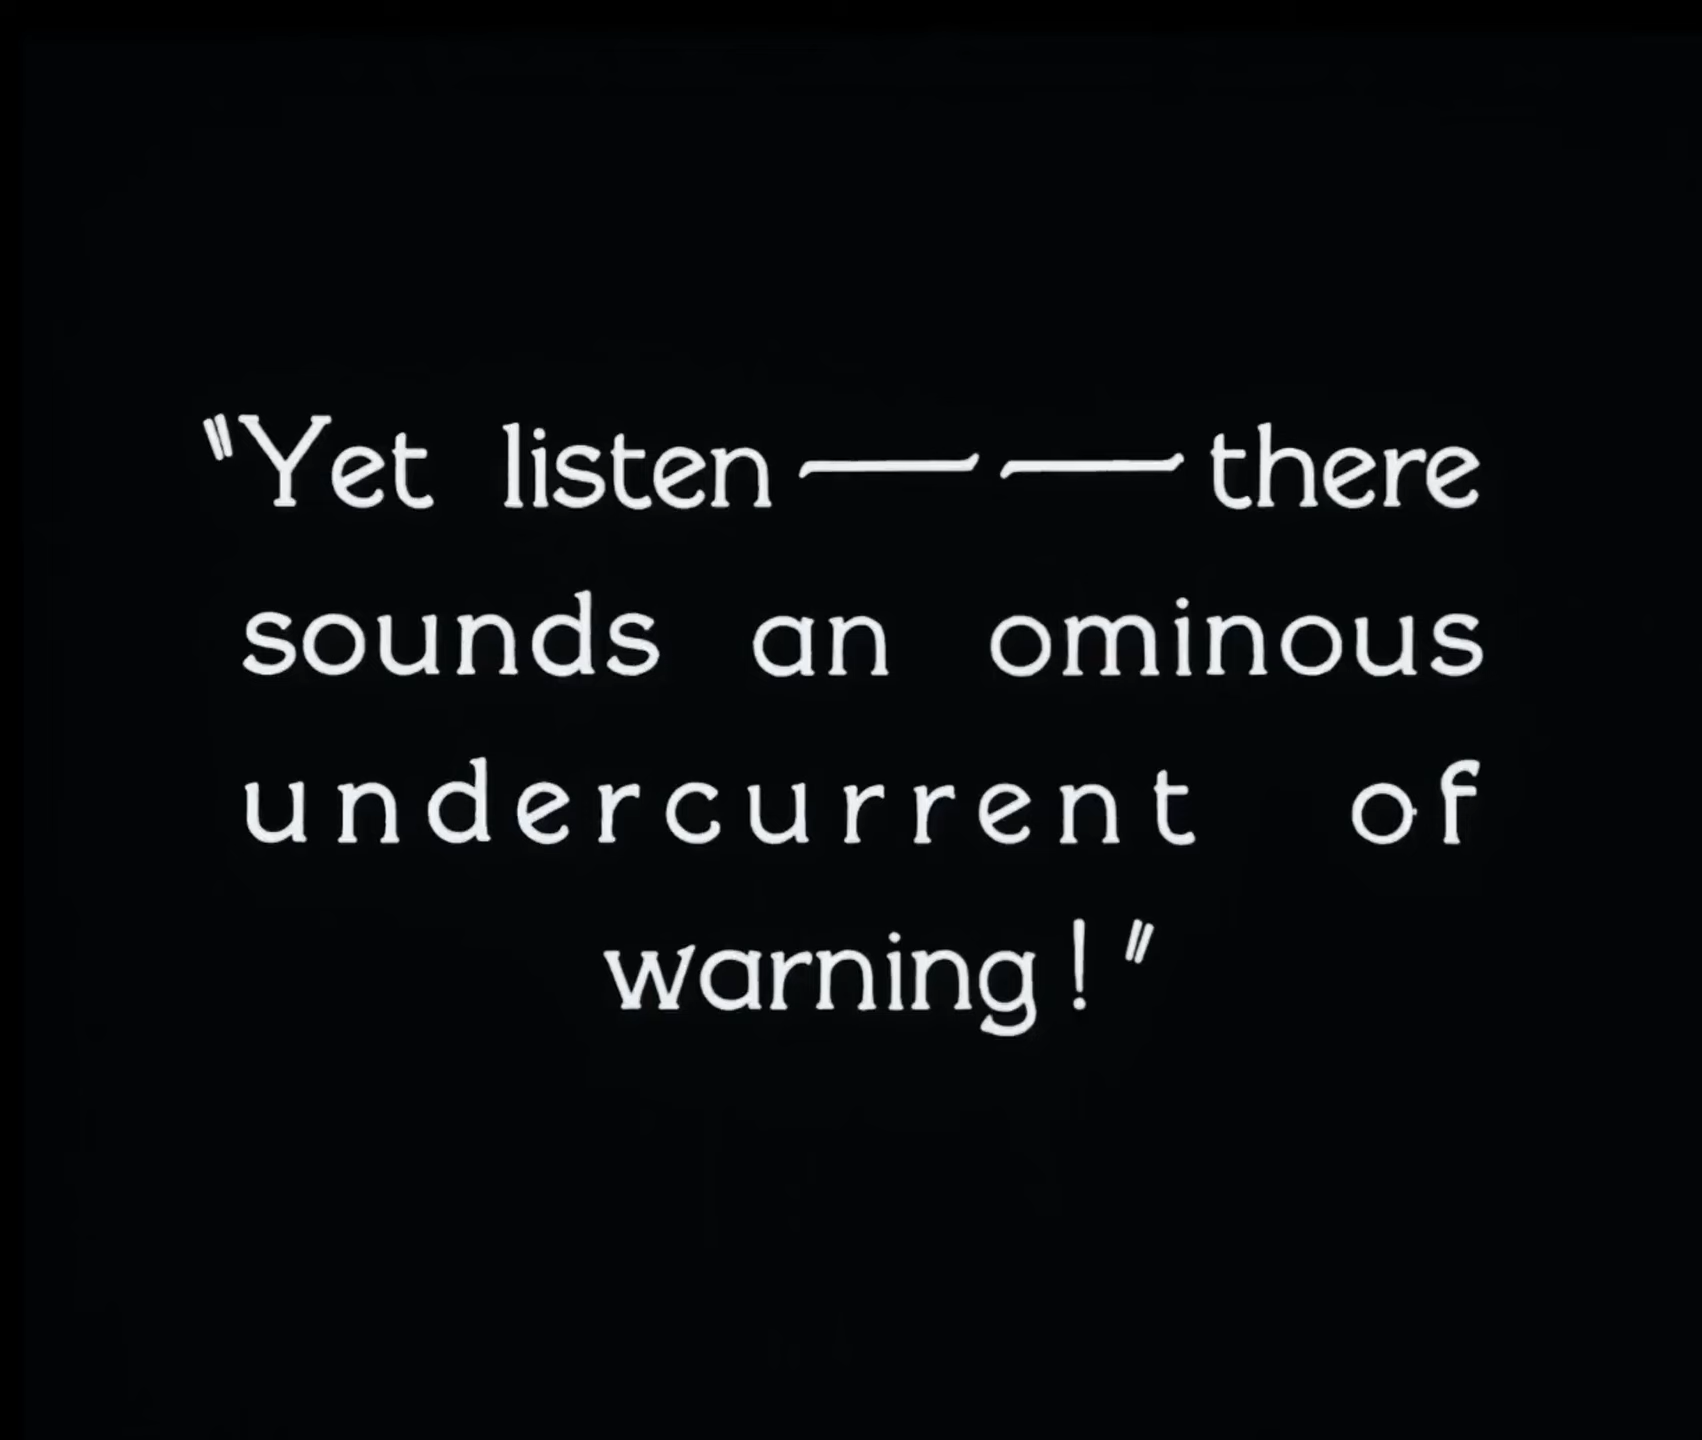 "Yet listen——there
sounds an ominous
undercurrent of
warning!"